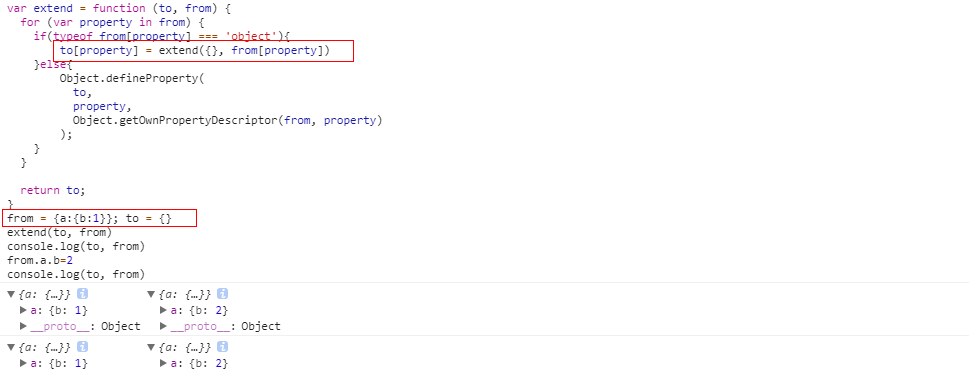 var extend = function (to, from) {
  for (var property in from) {
    if(typeof from[property] === 'object'){
        to[property] = extend({}, from[property])
    }else{
        Object.defineProperty(
          to,
          property,
          Object.getOwnPropertyDescriptor(from, property)
        );
    }
  }

  return to;
}
from = {a:{b:1}}; to = {}
extend(to, from)
console.log(to, from)
from.a.b=2
console.log(to, from)
▼{a: {…}} i ▼{a: {…}} i
▶a: {b: 1} ▶a: {b: 2}
▶__proto__: Object ▶__proto__: Object
▼{a: {…}} i ▼{a: {…}} i
▶a: {b: 1} ▶a: {b: 2}